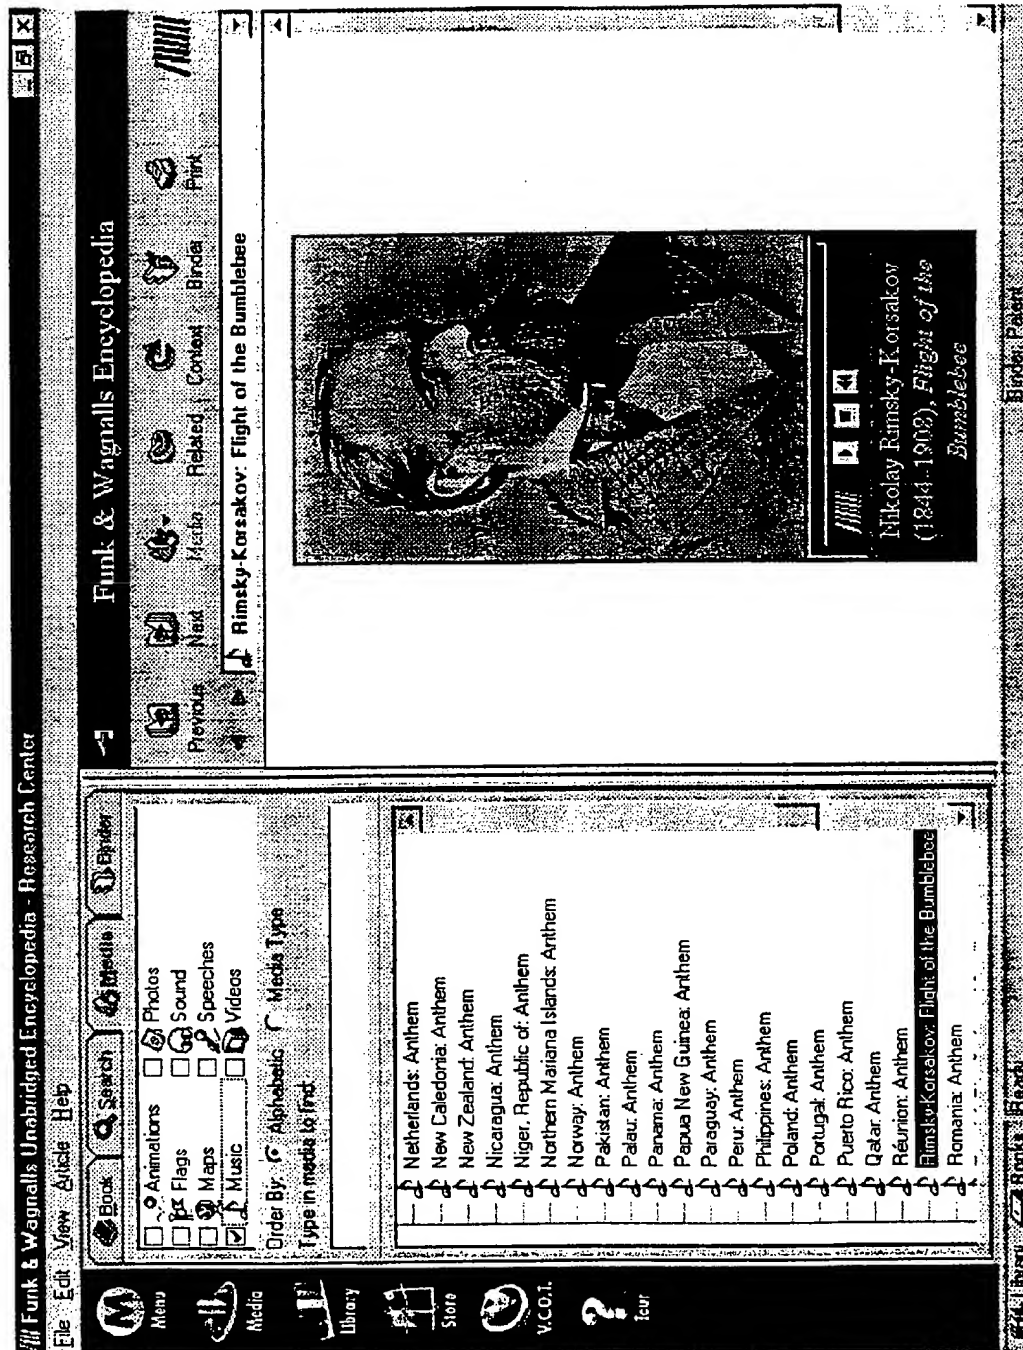 Funk & Wagnalls Unabridged Encyclopedia - Research Center
File Edit View Article Help
Menu
Media
Library
Store
V.C.O.T.
Tour
Book Search Media Binder
Animations Photos
Flags Sound
Maps Speeches
Music Videos
Order By: Alphabetic Media Type
Type in media to find:
Netherlands: Anthem
New Caledonia: Anthem
New Zealand: Anthem
Nicaragua: Anthem
Niger, Republic of: Anthem
Northern Mariana Islands: Anthem
Norway: Anthem
Pakistan: Anthem
Palau: Anthem
Panama: Anthem
Papua New Guinea: Anthem
Paraguay: Anthem
Peru: Anthem
Philippines: Anthem
Poland: Anthem
Portugal: Anthem
Puerto Rico: Anthem
Qatar: Anthem
Réunion: Anthem
Rimsky-Korsakov: Flight of the Bumblebee
Romania: Anthem
Funk & Wagnalls Encyclopedia
Previous Next Media Related Context Binder Print
Rimsky-Korsakov: Flight of the Bumblebee
Nikolay Rimsky-Korsakov
(1844-1908), Flight of the
Bumblebee
Books Ready
Binder: Patent